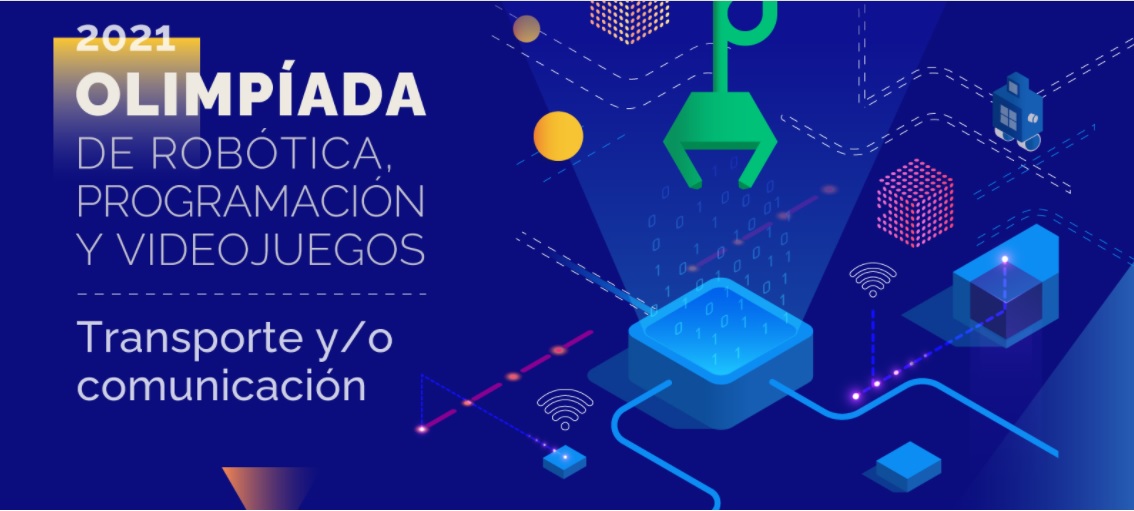 2021
OLIMPÍADA
DE ROBÓTICA,
PROGRAMACIÓN
Y VIDEOJUEGOS
Transporte y/o
comunicación